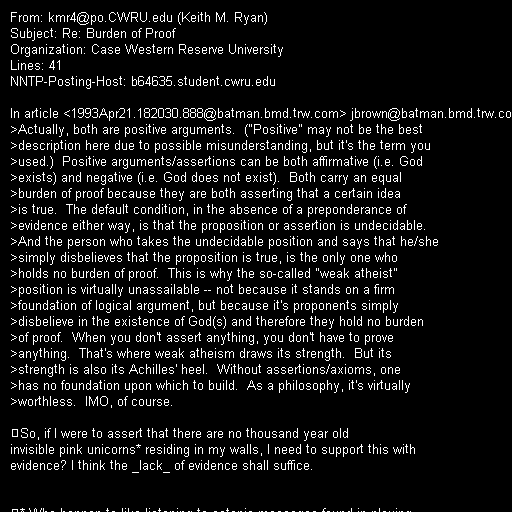 From: kmr4@po.CWRU.edu (Keith M. Ryan)
Subject: Re: Burden of Proof
Organization: Case Western Reserve University
Lines: 41
NNTP-Posting-Host: b64635.student.cwru.edu

In article <1993Apr21.182030.888@batman.bmd.trw.com> jbrown@batman.bmd.trw.co
>Actually, both are positive arguments.  ("Positive" may not be the best
>description here due to possible misunderstanding, but it's the term you
>used.)  Positive arguments/assertions can be both affirmative (i.e. God
>exists) and negative (i.e. God does not exist).  Both carry an equal
>burden of proof because they are both asserting that a certain idea
>is true.  The default condition, in the absence of a preponderance of
>evidence either way, is that the proposition or assertion is undecidable.
>And the person who takes the undecidable position and says that he/she
>simply disbelieves that the proposition is true, is the only one who
>holds no burden of proof.  This is why the so-called "weak atheist"
>position is virtually unassailable -- not because it stands on a firm
>foundation of logical argument, but because it's proponents simply
>disbelieve in the existence of God(s) and therefore they hold no burden
>of proof.  When you don't assert anything, you don't have to prove
>anything.  That's where weak atheism draws its strength.  But its
>strength is also its Achilles' heel.  Without assertions/axioms, one
>has no foundation upon which to build.  As a philosophy, it's virtually
>worthless.  IMO, of course.

So, if I were to assert that there are no thousand year old
invisible pink unicorns* residing in my walls, I need to support this with
evidence? I think the _lack_ of evidence shall suffice.

* Who happen to like listening to satanic messages found in playing